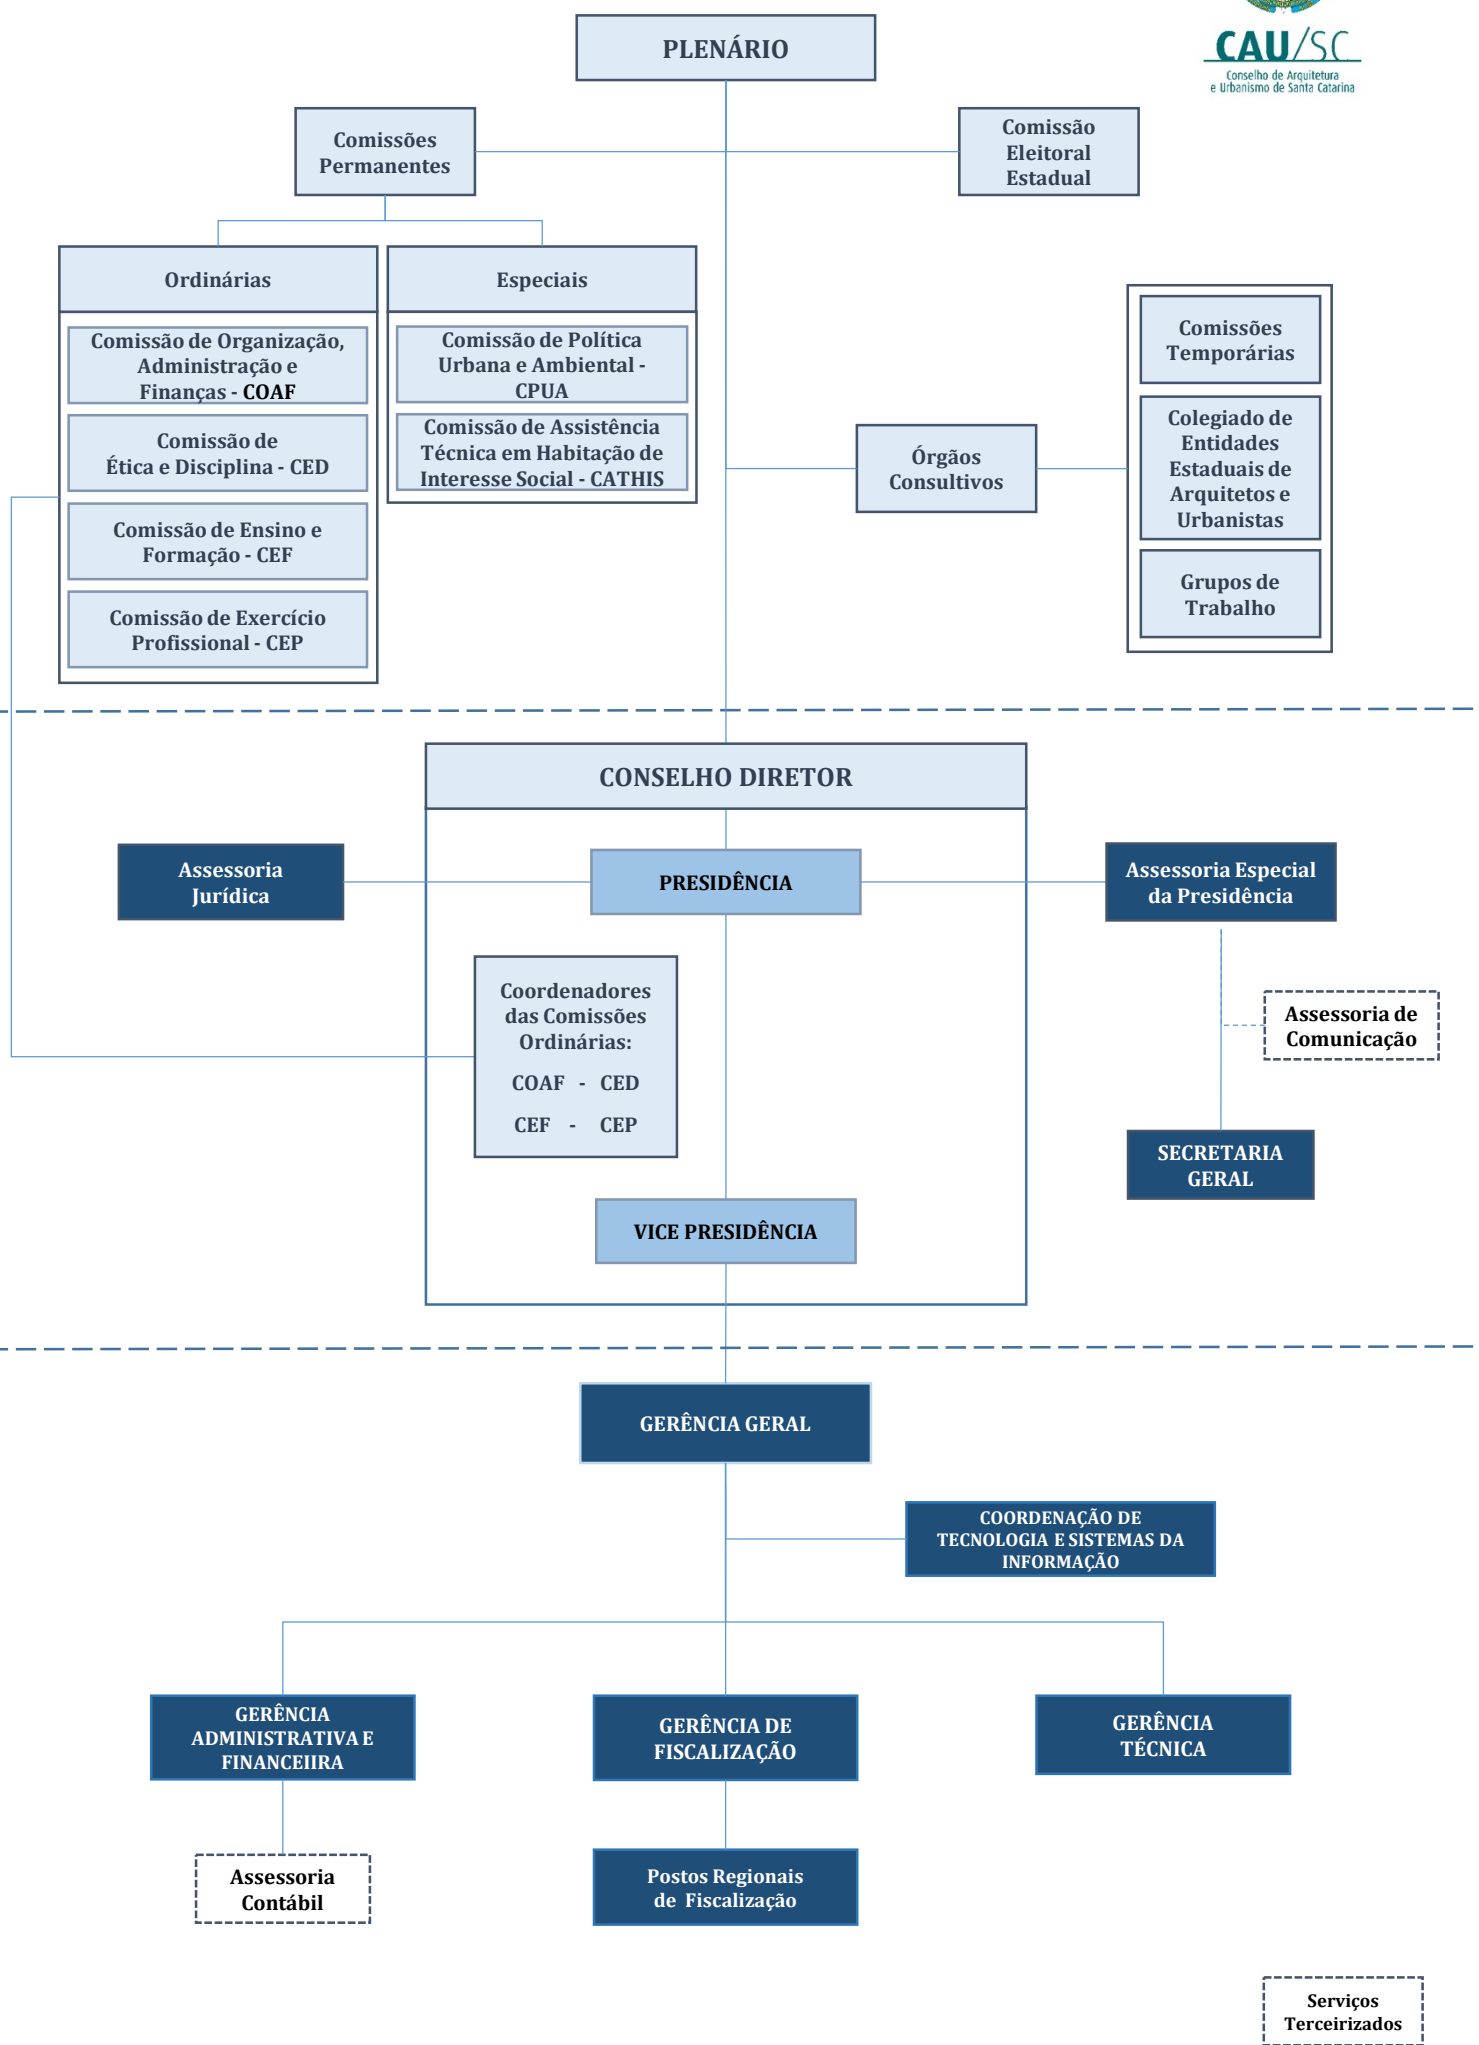 PLENÁRIO
CAU/SC
Conselho de Arquitetura
e Urbanismo de Santa Catarina
Comissões
Permanentes
Comissão
Eleitoral
Estadual
Ordinárias
Comissão de Organização,
Administração e
Finanças - COAF
Comissão de
Ética e Disciplina - CED
Comissão de Ensino e
Formação - CEF
Comissão de Exercício
Profissional - CEP
Especiais
Comissão de Política
Urbana e Ambiental -
CPUA
Comissão de Assistência
Técnica em Habitação de
Interesse Social - CATHIS
Órgãos
Consultivos
Comissões
Temporárias
Colegiado de
Entidades
Estaduais de
Arquitetos e
Urbanistas
Grupos de
Trabalho
CONSELHO DIRETOR
Assessoria
Jurídica
PRESIDÊNCIA
Assessoria Especial
da Presidência
Coordenadores
das Comissões
Ordinárias:
COAF - CED
CEF - CEP
Assessoria de
Comunicação
SECRETARIA
GERAL
VICE PRESIDÊNCIA
GERÊNCIA GERAL
COORDENAÇÃO DE
TECNOLOGIA E SISTEMAS DA
INFORMAÇÃO
GERÊNCIA
ADMINISTRATIVA E
FINANCEIIRA
GERÊNCIA DE
FISCALIZAÇÃO
GERÊNCIA
TÉCNICA
Assessoria
Contábil
Postos Regionais
de Fiscalização
Serviços
Terceirizados